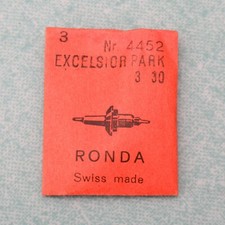 3
Nr. 4452
EXCELSIOR PARK
3 30
RONDA
Swiss made